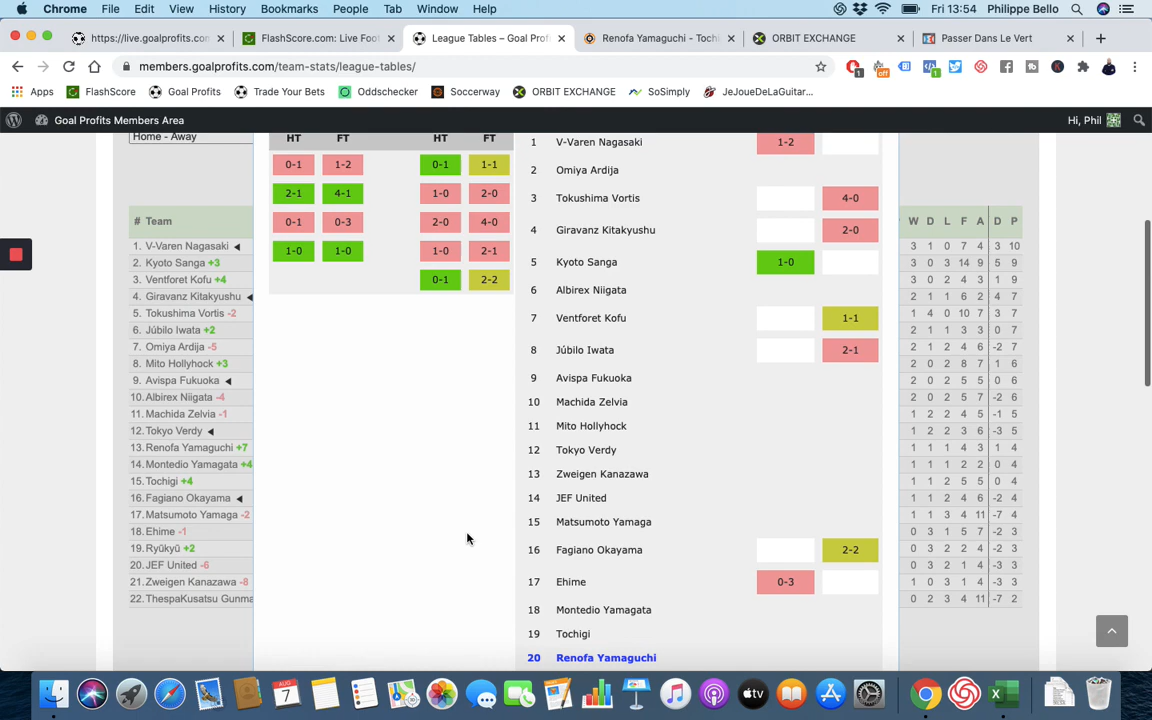 Chrome File Edit View History Bookmarks People Tab Window Help Fri 13:54 Philippe Bello
https://live.goalprofits.com/ FlashScore.com: Live Foo League Tables – Goal Profi Renofa Yamaguchi - Tochi ORBIT EXCHANGE Passer Dans Le Vert
members.goalprofits.com/team-stats/league-tables/
Apps FlashScore Goal Profits Trade Your Bets Oddschecker Soccerway ORBIT EXCHANGE SoSimply JeJoueDeLaGuitar...
Goal Profits Members Area Hi, Phil
Home - Away
HT FT HT FT
0-1 1-2 0-1 1-1
2-1 4-1 1-0 2-0
0-1 0-3 2-0 4-0
1-0 1-0 1-0 2-1
0-1 2-2
1 V-Varen Nagasaki 1-2
2 Omiya Ardija
3 Tokushima Vortis 4-0
4 Giravanz Kitakyushu 2-0
5 Kyoto Sanga 1-0
6 Albirex Niigata
7 Ventforet Kofu 1-1
8 Júbilo Iwata 2-1
9 Avispa Fukuoka
10 Machida Zelvia
11 Mito Hollyhock
12 Tokyo Verdy
13 Zweigen Kanazawa
14 JEF United
15 Matsumoto Yamaga
16 Fagiano Okayama 2-2
17 Ehime 0-3
18 Montedio Yamagata
19 Tochigi
20 Renofa Yamaguchi
# Team W D L F A D P
1. V-Varen Nagasaki 3 1 0 7 4 3 10
2. Kyoto Sanga +3 3 0 3 14 9 5 9
3. Ventforet Kofu +4 3 0 2 4 3 1 9
4. Giravanz Kitakyushu 2 1 1 6 2 4 7
5. Tokushima Vortis -2 1 4 0 10 7 3 7
6. Júbilo Iwata +2 2 1 1 3 3 0 7
7. Omiya Ardija -5 2 1 2 4 6 -2 7
8. Mito Hollyhock +3 2 0 2 8 7 1 6
9. Avispa Fukuoka 2 0 2 5 5 0 6
10. Albirex Niigata -4 2 0 2 5 7 -2 6
11. Machida Zelvia -1 1 2 2 4 5 -1 5
12. Tokyo Verdy 1 2 2 3 6 -3 5
13. Renofa Yamaguchi +7 1 1 1 4 3 1 4
14. Montedio Yamagata +4 1 1 1 2 2 0 4
15. Tochigi +4 1 1 2 5 5 0 4
16. Fagiano Okayama 1 1 2 4 6 -2 4
17. Matsumoto Yamaga -2 1 1 3 4 11 -7 4
18. Ehime -1 0 3 1 5 7 -2 3
19. Ryūkyū +2 0 3 2 2 4 -2 3
20. JEF United -6 0 3 2 1 4 -3 3
21. Zweigen Kanazawa -8 1 0 3 1 4 -3 3
22. ThespaKusatsu Gunma 0 2 3 4 11 -7 2
AUG
7